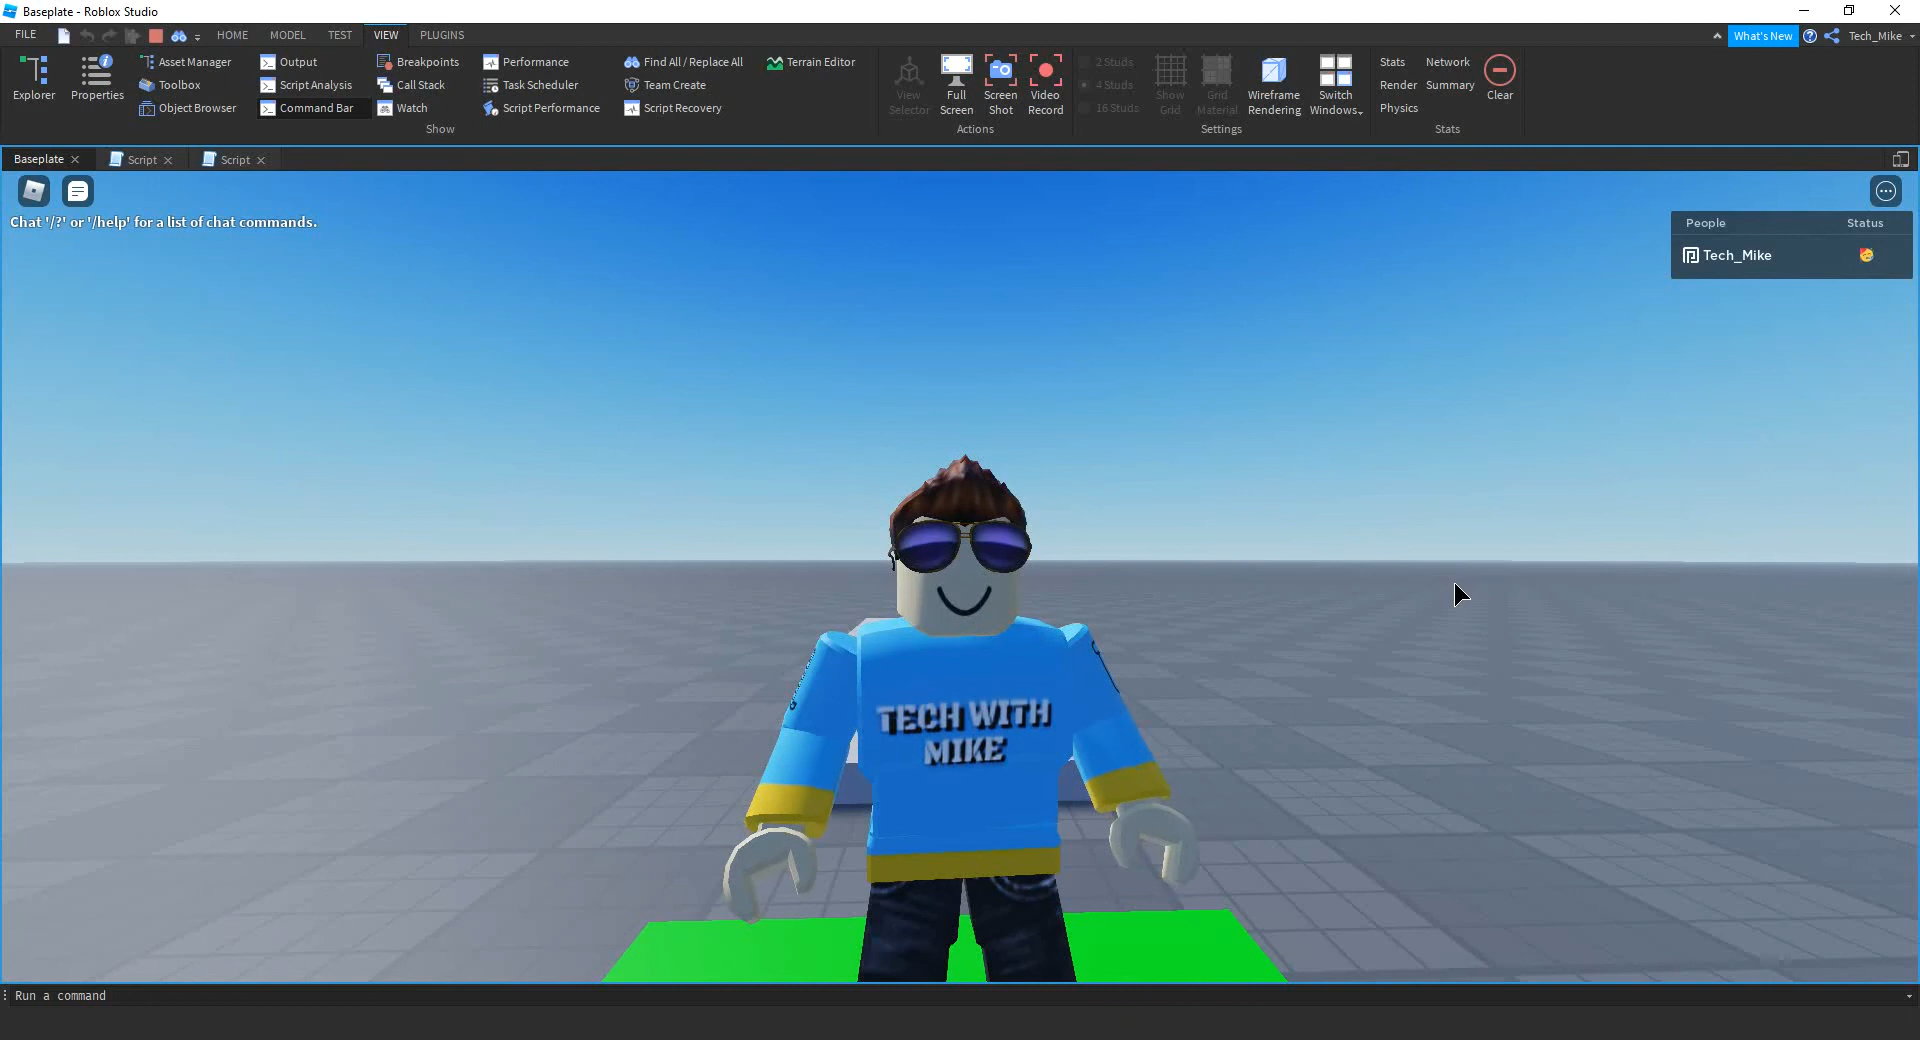 Baseplate - Roblox Studio
FILE HOME MODEL TEST VIEW PLUGINS What's New Tech_Mike
Explorer
Properties
Asset Manager
Toolbox
Object Browser
Output
Script Analysis
Command Bar
Breakpoints
Call Stack
Watch
Performance
Task Scheduler
Script Performance
Find All / Replace All
Team Create
Script Recovery
Terrain Editor
Show
View
Selector
Full
Screen
Screen
Shot
Video
Record
Actions
2 Studs
4 Studs
16 Studs
Show
Grid
Grid
Material
Wireframe
Rendering
Switch
Windows
Settings
Stats Network
Render Summary
Physics
Clear
Stats
Baseplate Script Script
Chat '/?' or '/help' for a list of chat commands.
People Status
Tech_Mike
TECH WITH
MIKE
Run a command